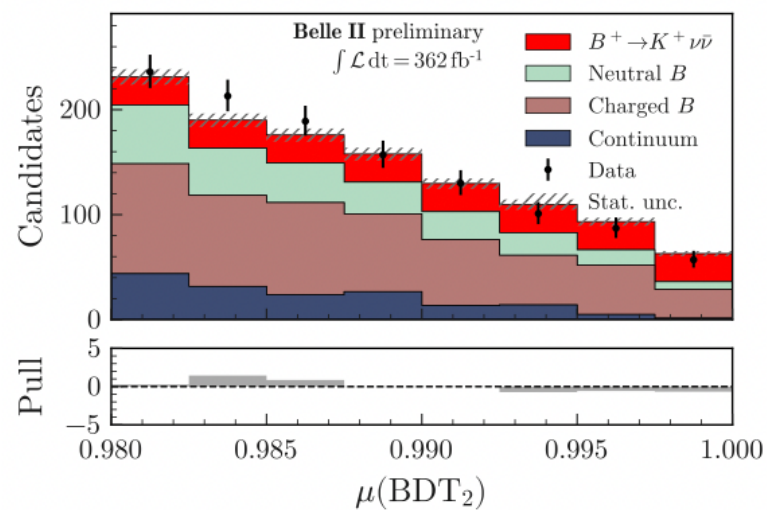 Belle II preliminary
∫ ℒ dt = 362 fb⁻¹
B⁺→K⁺νν̄
Neutral B
Charged B
Continuum
Data
Stat. unc.
Candidates
200
100
0
Pull
5
0
−5
0.980 0.985 0.990 0.995 1.000
μ(BDT₂)